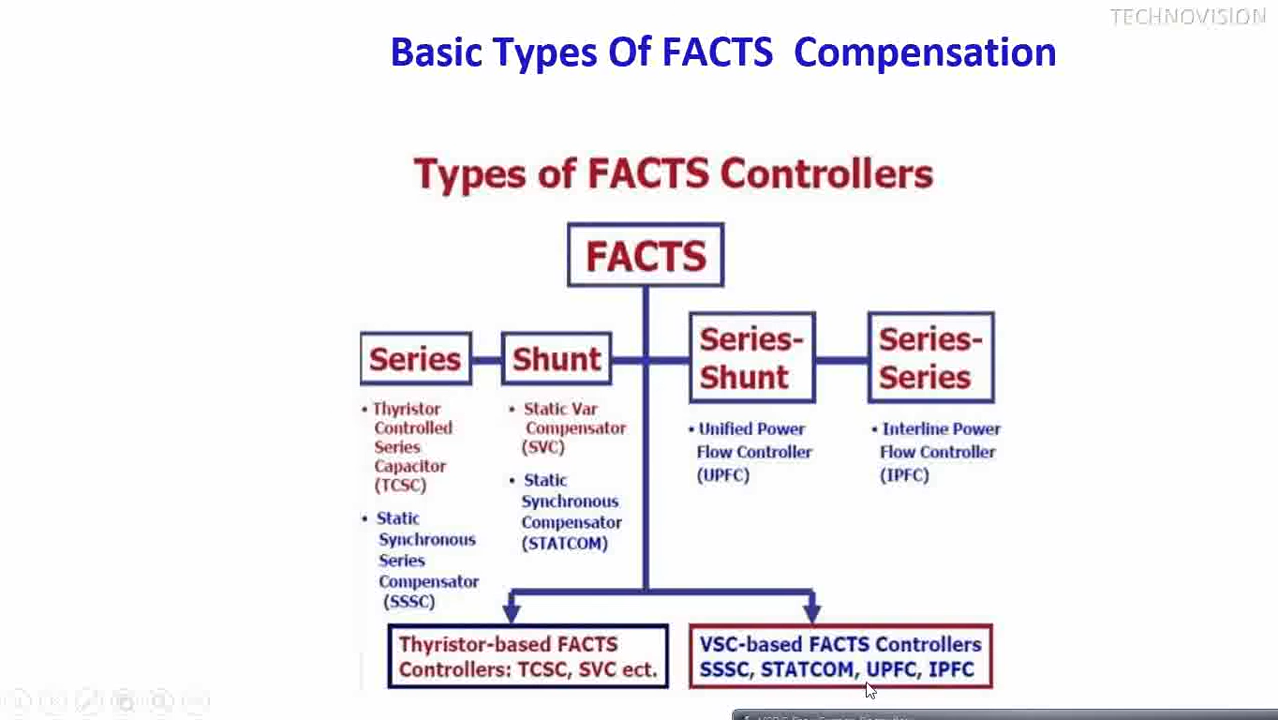 TECHNOVISION
Basic Types Of FACTS Compensation
Types of FACTS Controllers
FACTS
Series
Shunt
Series-
Shunt
Series-
Series
• Thyristor
Controlled
Series
Capacitor
(TCSC)
• Static
Synchronous
Series
Compensator
(SSSC)
• Static Var
Compensator
(SVC)
• Static
Synchronous
Compensator
(STATCOM)
• Unified Power
Flow Controller
(UPFC)
• Interline Power
Flow Controller
(IPFC)
Thyristor-based FACTS
Controllers: TCSC, SVC ect.
VSC-based FACTS Controllers
SSSC, STATCOM, UPFC, IPFC